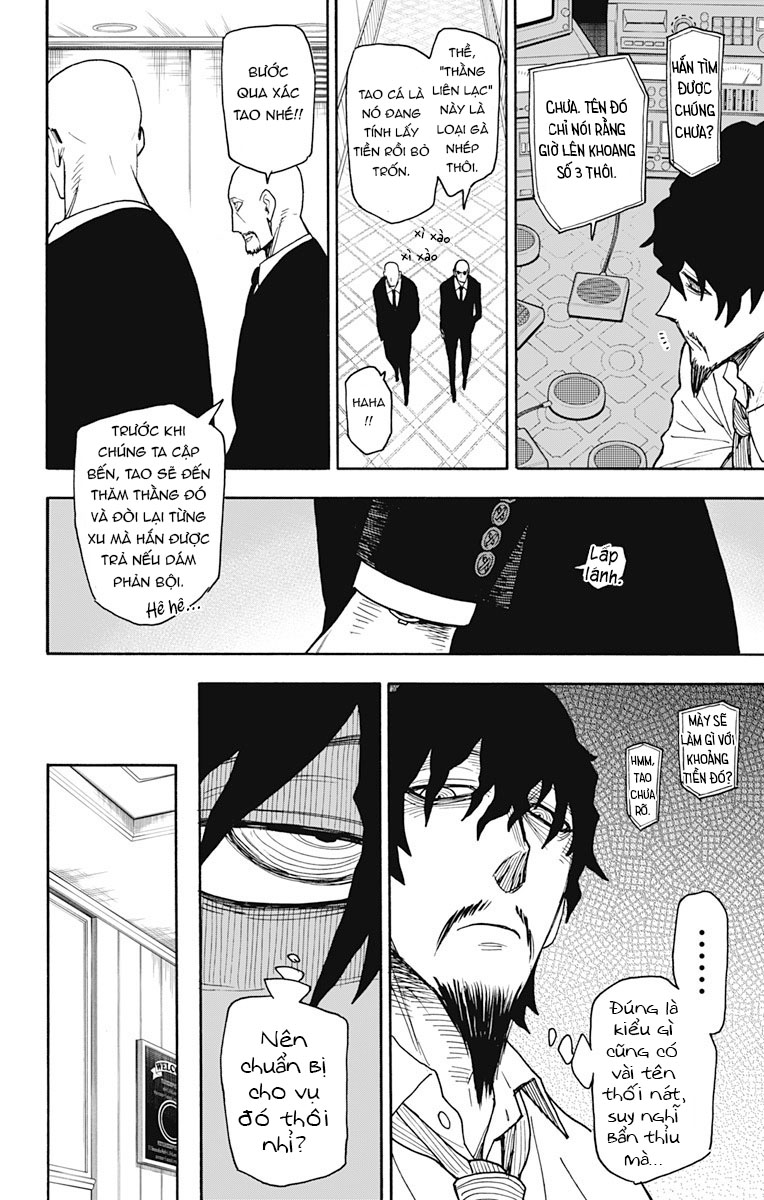 HẮN TÌM
ĐƯỢC
CHÚNG
CHƯA?
CHƯA. TÊN ĐÓ
CHỈ NÓI RẰNG
GIỜ LÊN KHOANG
SỐ 3 THÔI.
THỀ,
"THẰNG
LIÊN LẠC"
NÀY LÀ
LOẠI GÀ
NHÉP
THÔI.
TAO CÁ LÀ
NÓ ĐANG
TÍNH LẤY
TIỀN RỒI BỎ
TRỐN.
xì xào
xì xào
HAHA
!!
BƯỚC
QUA XÁC
TAO NHÉ!!
TRƯỚC KHI
CHÚNG TA CẬP
BẾN, TAO SẼ ĐẾN
THĂM THẰNG ĐÓ
VÀ ĐÒI LẠI TỪNG
XU MÀ HẮN ĐƯỢC
TRẢ NẾU DÁM
PHẢN BỘI.
Hê hê...
Lấp
lánh.
MÀY SẼ
LÀM GÌ VỚI
KHOẢNG
TIỀN ĐÓ?
HMM,
TAO
CHƯA
RÕ.
......
Đúng là
kiểu gì
cũng có
vài tên
thối nát,
suy nghĩ
bẩn thỉu
mà...
Nên
chuẩn bị
cho vụ
đó thôi
nhỉ?
WELCOME